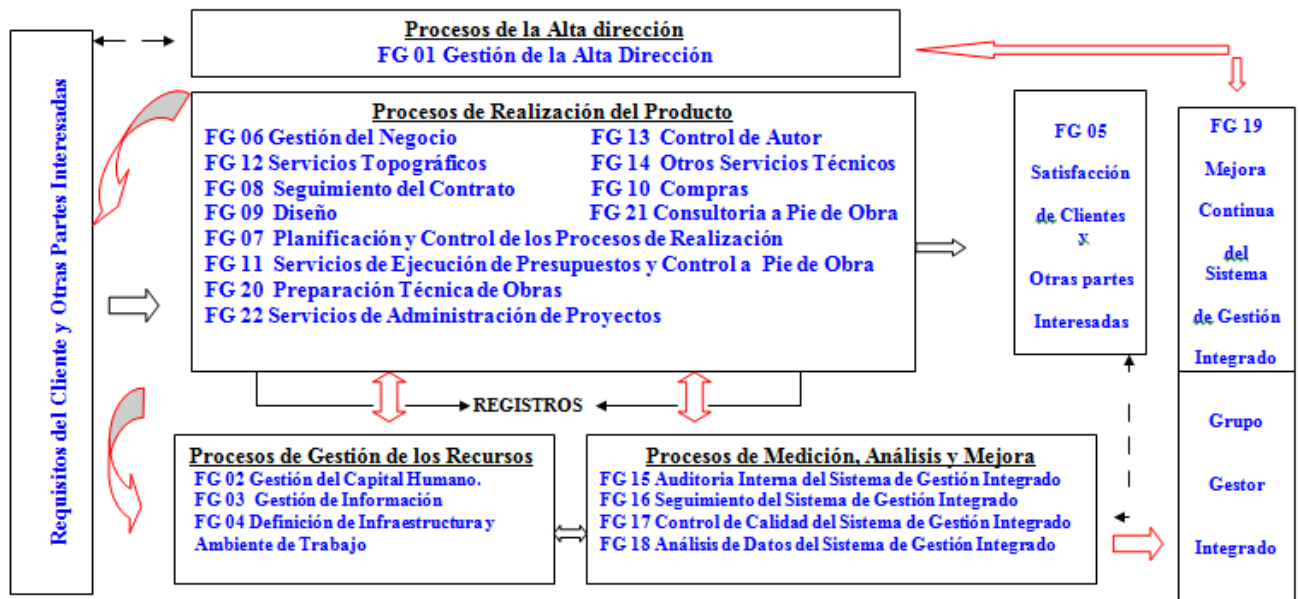 Requisitos del Cliente y Otras Partes Interesadas
Procesos de la Alta dirección
FG 01 Gestión de la Alta Dirección
Procesos de Realización del Producto
FG 06 Gestión del Negocio
FG 12 Servicios Topográficos
FG 08 Seguimiento del Contrato
FG 09 Diseño
FG 13 Control de Autor
FG 14 Otros Servicios Técnicos
FG 10 Compras
FG 21 Consultoria a Pie de Obra
FG 07 Planificación y Control de los Procesos de Realización
FG 11 Servicios de Ejecución de Presupuestos y Control a Pie de Obra
FG 20 Preparación Técnica de Obras
FG 22 Servicios de Administración de Proyectos
REGISTROS
Procesos de Gestión de los Recursos
FG 02 Gestión del Capital Humano.
FG 03 Gestión de Información
FG 04 Definición de Infraestructura y
Ambiente de Trabajo
Procesos de Medición, Análisis y Mejora
FG 15 Auditoria Interna del Sistema de Gestión Integrado
FG 16 Seguimiento del Sistema de Gestión Integrado
FG 17 Control de Calidad del Sistema de Gestión Integrado
FG 18 Análisis de Datos del Sistema de Gestión Integrado
FG 05
Satisfacción
de Clientes
y
Otras partes
Interesadas
FG 19
Mejora
Continua
del
Sistema
de Gestión
Integrado
Grupo
Gestor
Integrado